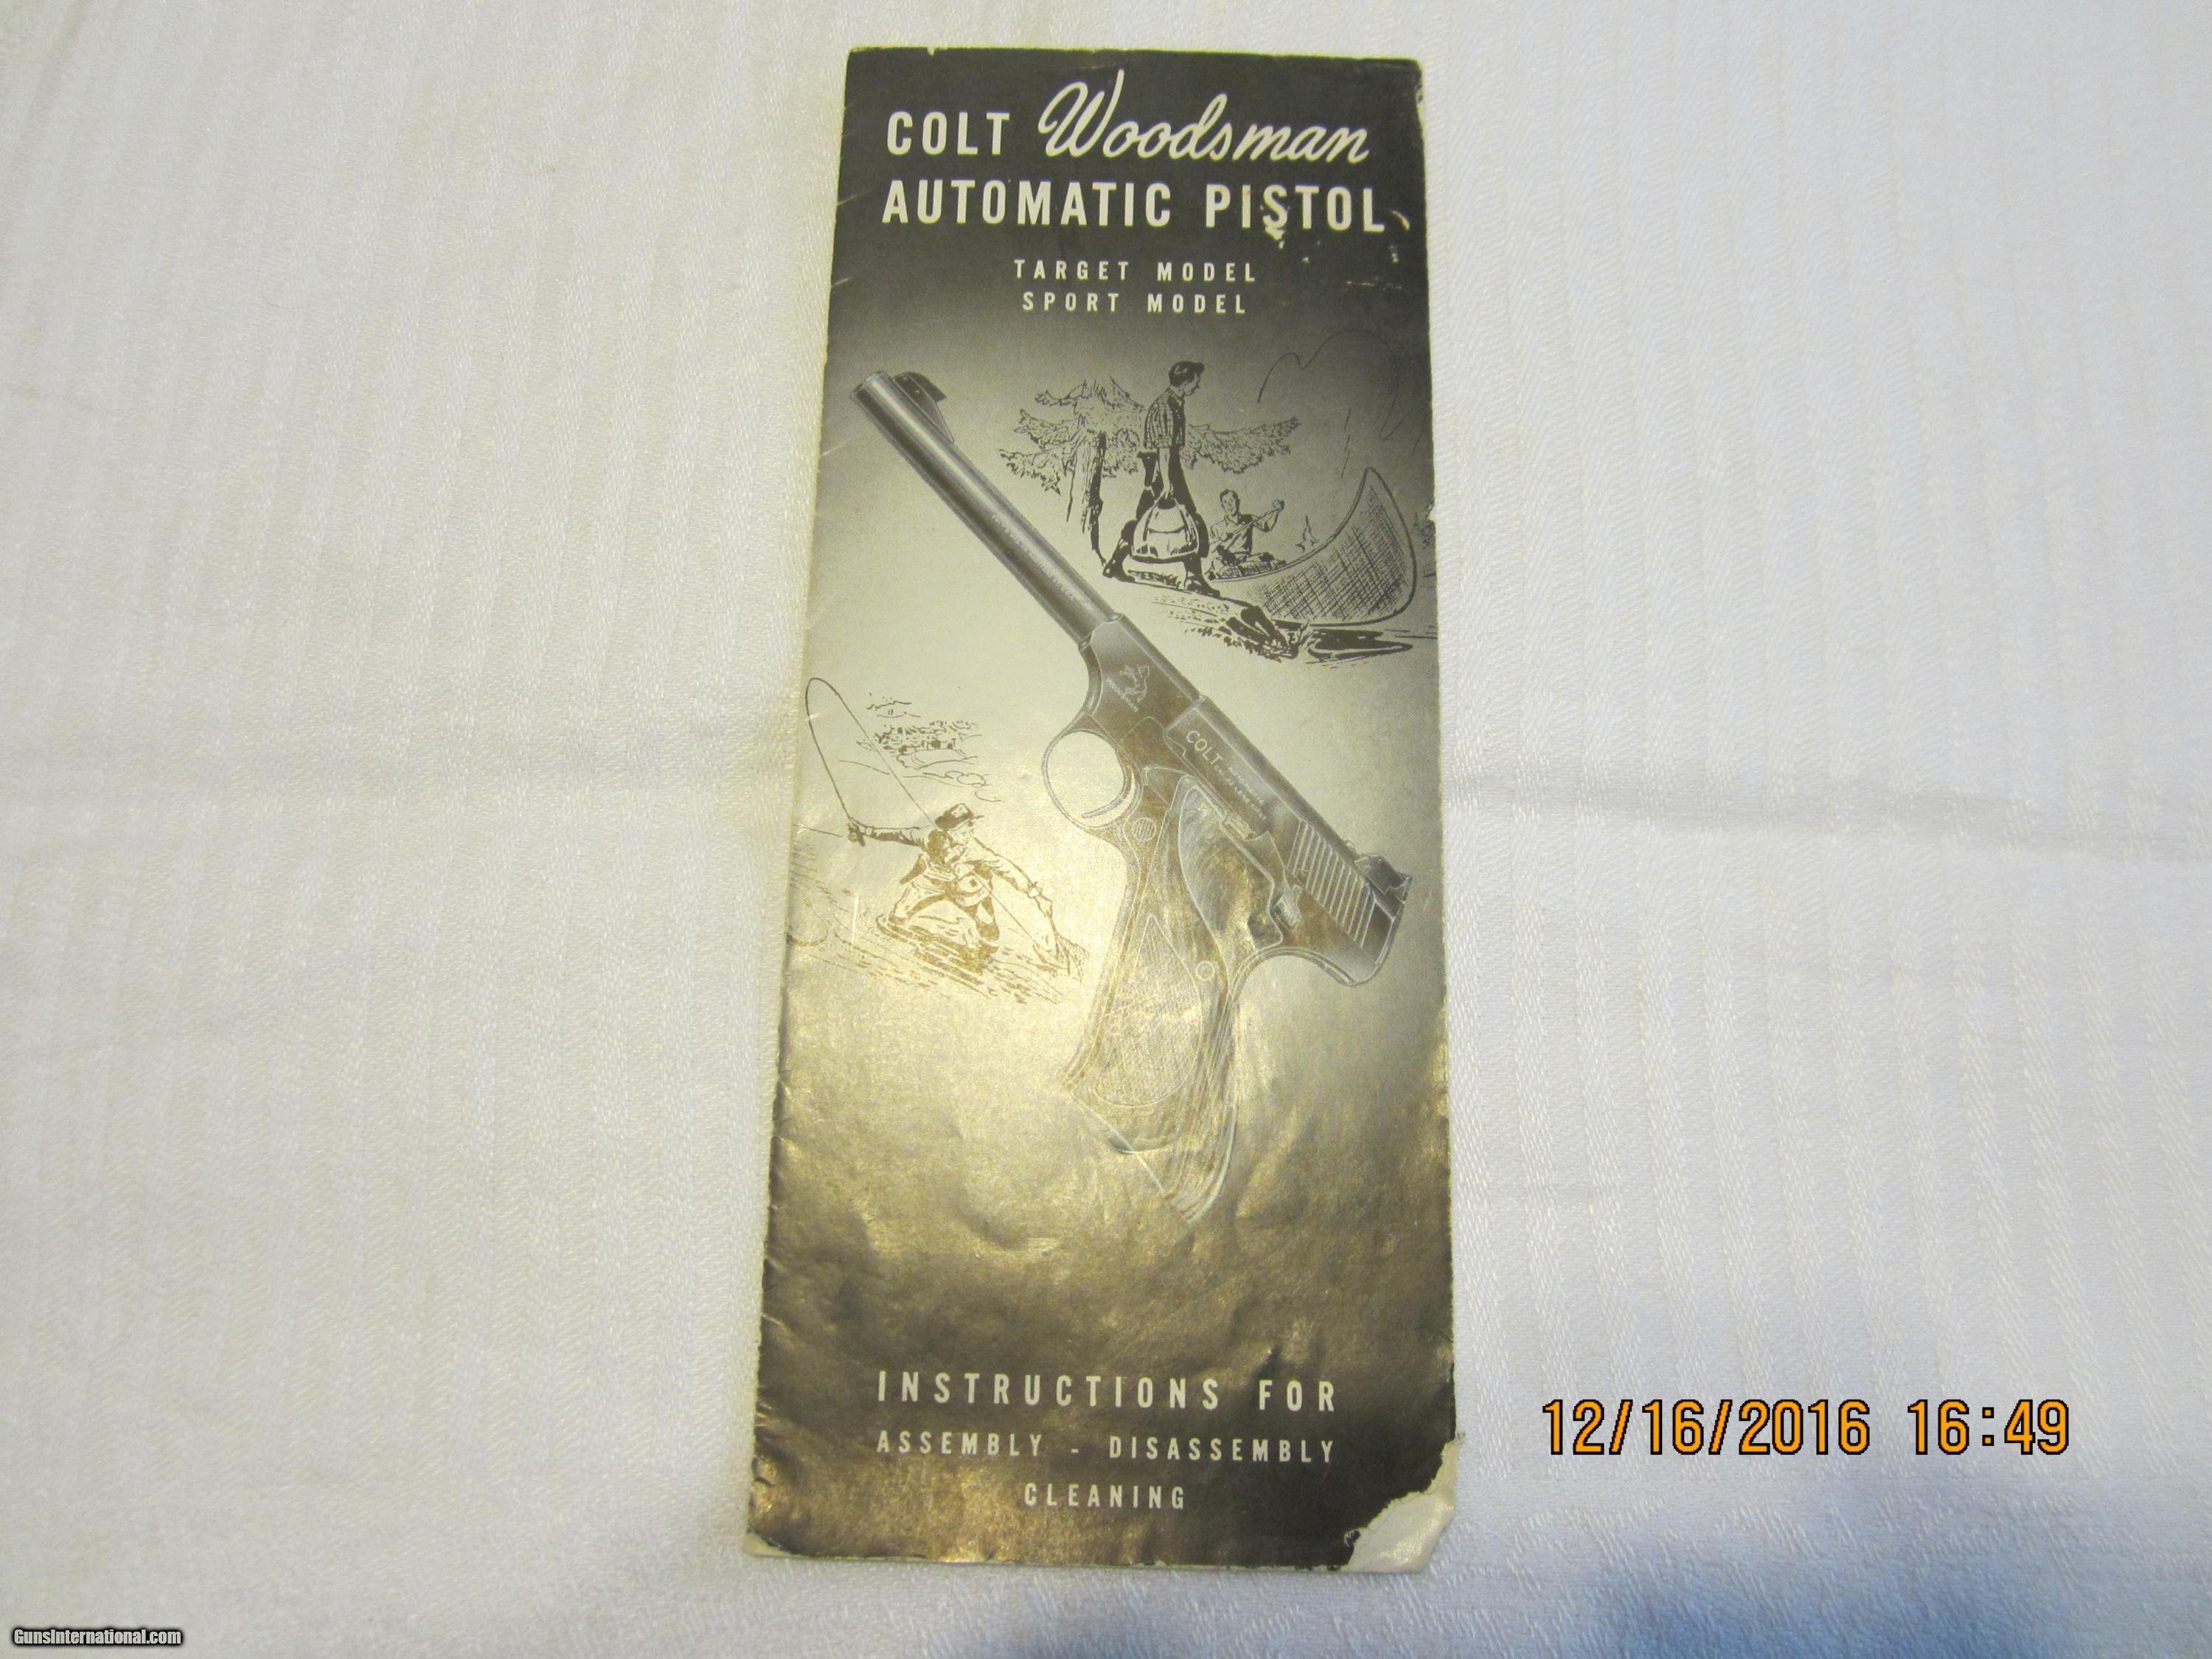 COLT Woodsman
AUTOMATIC PISTOL
TARGET MODEL
SPORT MODEL
WOODSMAN
COLT
INSTRUCTIONS FOR
ASSEMBLY - DISASSEMBLY
CLEANING
12/16/2016 16:49
GunsInternational.com